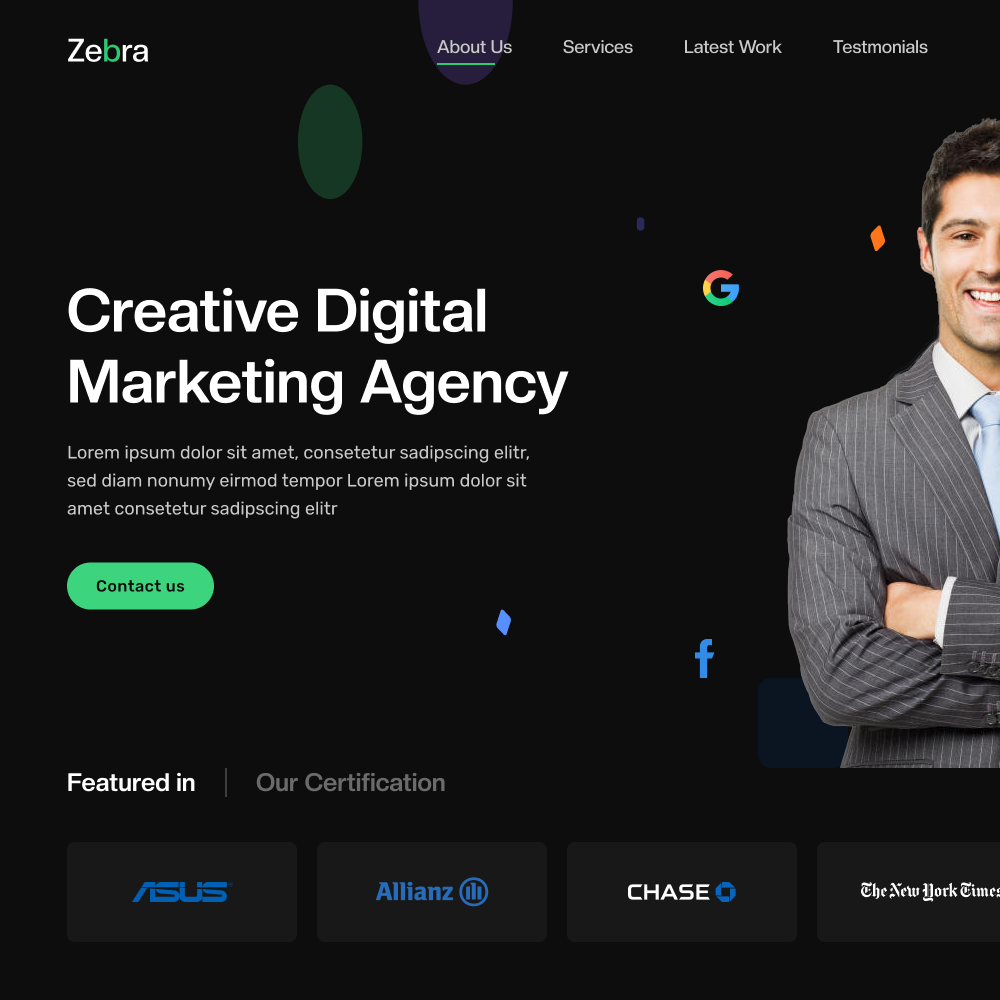 Zebra
About Us
Services
Latest Work
Testmonials
Creative Digital
Marketing Agency
Lorem ipsum dolor sit amet, consetetur sadipscing elitr,
sed diam nonumy eirmod tempor Lorem ipsum dolor sit
amet consetetur sadipscing elitr
Contact us
Featured in
Our Certification
ASUS
Allianz
CHASE
The New York Times